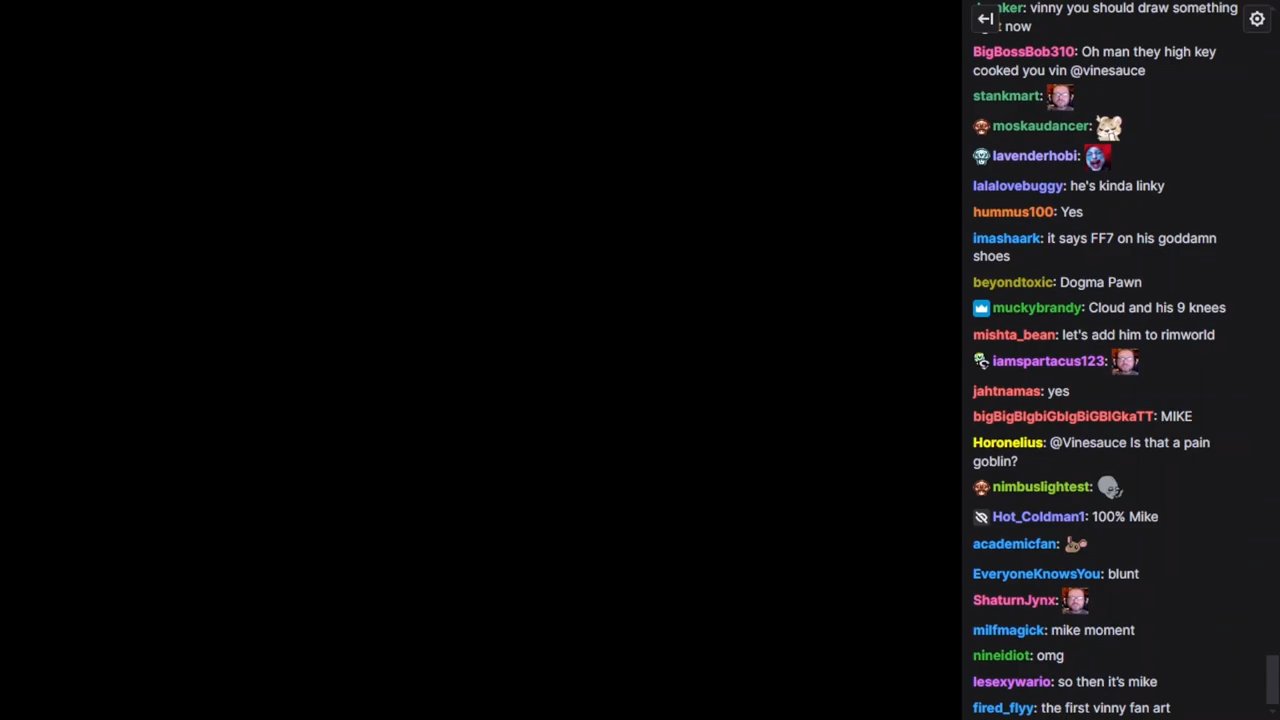 ker: vinny you should draw something
t now
BigBossBob310: Oh man they high key
cooked you vin @vinesauce
stankmart:
moskaudancer:
lavenderhobi:
lalalovebuggy: he's kinda linky
hummus100: Yes
imashaark: it says FF7 on his goddamn
shoes
beyondtoxic: Dogma Pawn
muckybrandy: Cloud and his 9 knees
mishta_bean: let's add him to rimworld
iamspartacus123:
jahtnamas: yes
bigBigBIgbiGbIgBiGBIGkaTT: MIKE
Horonelius: @Vinesauce Is that a pain
goblin?
nimbuslightest:
Hot_Coldman1: 100% Mike
academicfan:
EveryoneKnowsYou: blunt
ShaturnJynx:
milfmagick: mike moment
nineidiot: omg
lesexywario: so then it’s mike
fired_flyy: the first vinny fan art